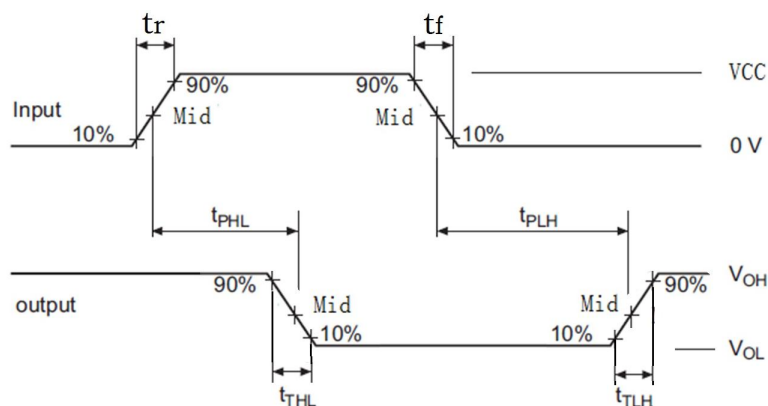 tr
tf
90%
90%
VCC
Input
Mid
Mid
10%
10%
0 V
tPHL
tPLH
VOH
90%
90%
output
Mid
Mid
10%
10%
VOL
tTHL
tTLH